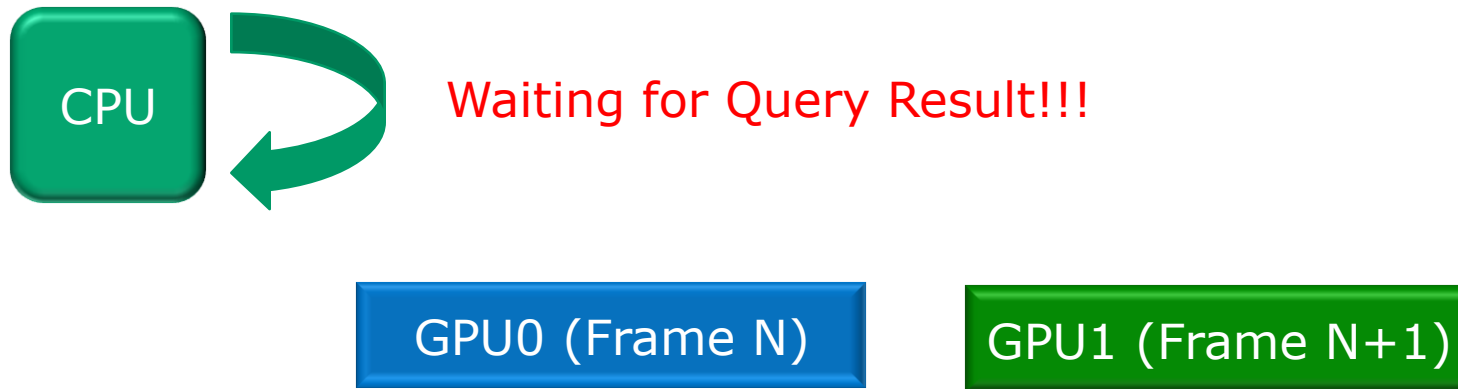 CPU
Waiting for Query Result!!!
GPU0 (Frame N)
GPU1 (Frame N+1)